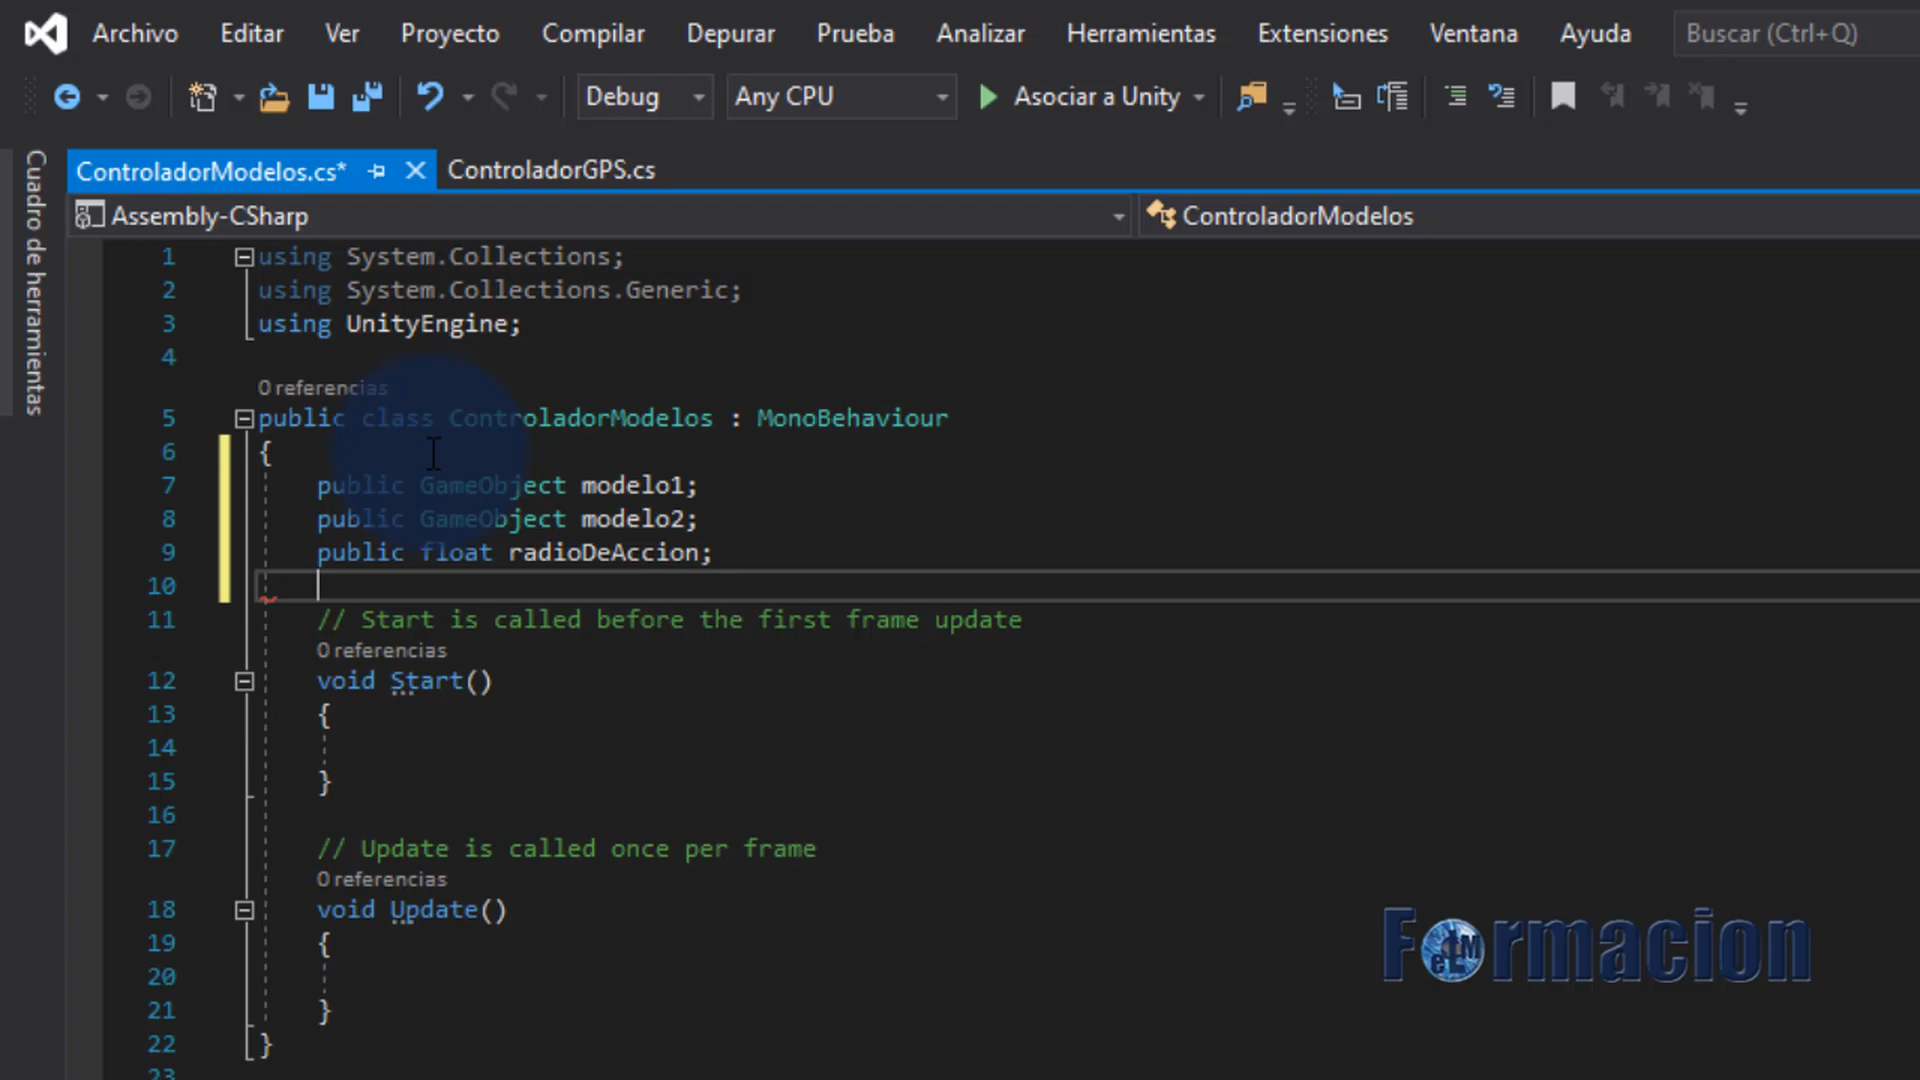 Archivo Editar Ver Proyecto Compilar Depurar Prueba Analizar Herramientas Extensiones Ventana Ayuda Buscar (Ctrl+Q)
Debug Any CPU Asociar a Unity
Cuadro de herramientas
ControladorModelos.cs* ControladorGPS.cs
Assembly-CSharp ControladorModelos
1 using System.Collections;
2 using System.Collections.Generic;
3 using UnityEngine;
4
0 referencias
5 public class ControladorModelos : MonoBehaviour
6 {
7 public GameObject modelo1;
8 public GameObject modelo2;
9 public float radioDeAccion;
10
11 // Start is called before the first frame update
0 referencias
12 void Start()
13 {
14
15 }
16
17 // Update is called once per frame
0 referencias
18 void Update()
19 {
20
21 }
22 }
23
Formacion